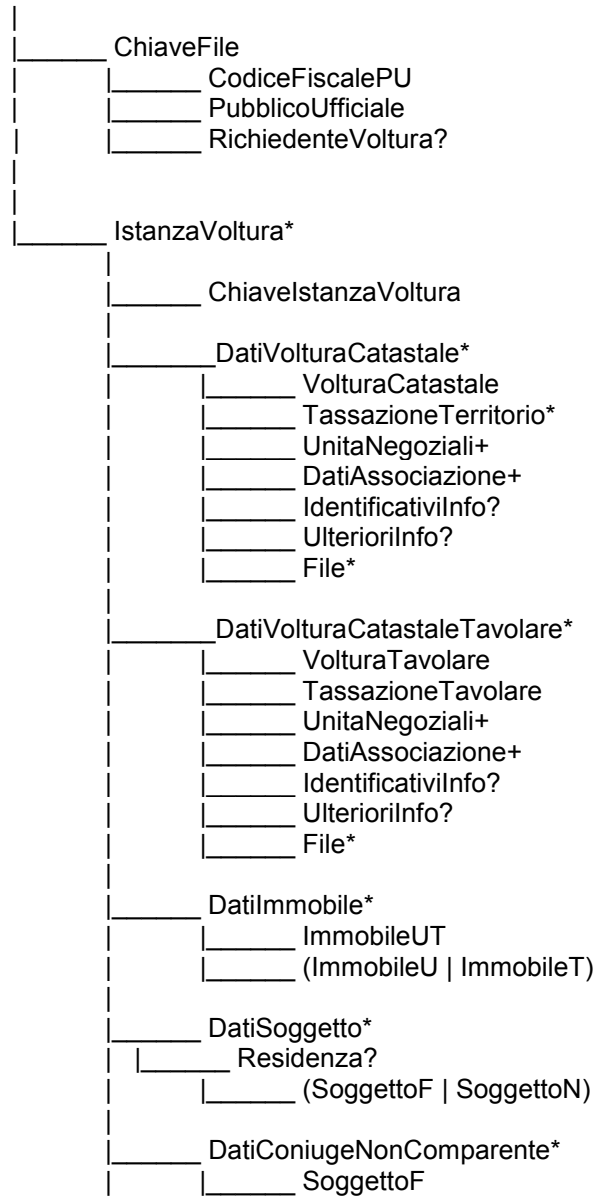 ChiaveFile
CodiceFiscalePU
PubblicoUfficiale
RichiedenteVoltura?
IstanzaVoltura*
ChiaveIstanzaVoltura
DatiVolturaCatastale*
VolturaCatastale
TassazioneTerritorio*
UnitaNegoziali+
DatiAssociazione+
IdentificativiInfo?
UlterioriInfo?
File*
DatiVolturaCatastaleTavolare*
VolturaTavolare
TassazioneTavolare
UnitaNegoziali+
DatiAssociazione+
IdentificativiInfo?
UlterioriInfo?
File*
DatiImmobile*
ImmobileUT
(ImmobileU | ImmobileT)
DatiSoggetto*
Residenza?
(SoggettoF | SoggettoN)
DatiConiugeNonComparente*
SoggettoF